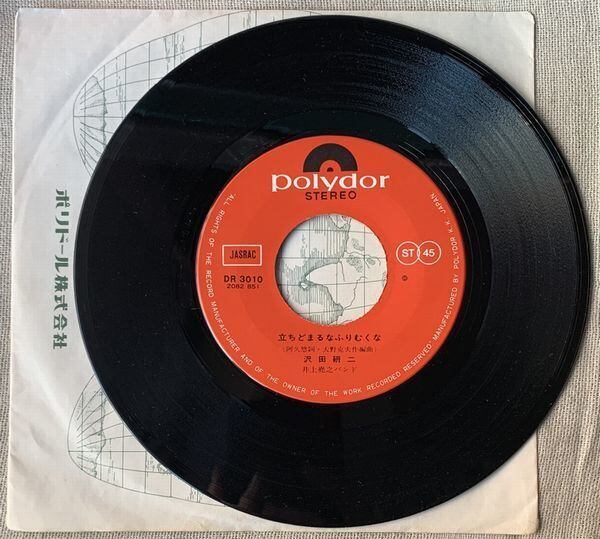 ポリドール株式会社
polydor
STEREO
JASRAC
DR 3010
2082 851
ST 45
℗
立ちどまるなふりむくな
(阿久悠詞・大野克夫作編曲)
沢田研二
井上堯之バンド
ALL RIGHTS OF THE RECORD MANUFACTURER AND OF THE OWNER OF THE WORK RECORDED RESERVED
MANUFACTURED BY POLYDOR K.K. JAPAN